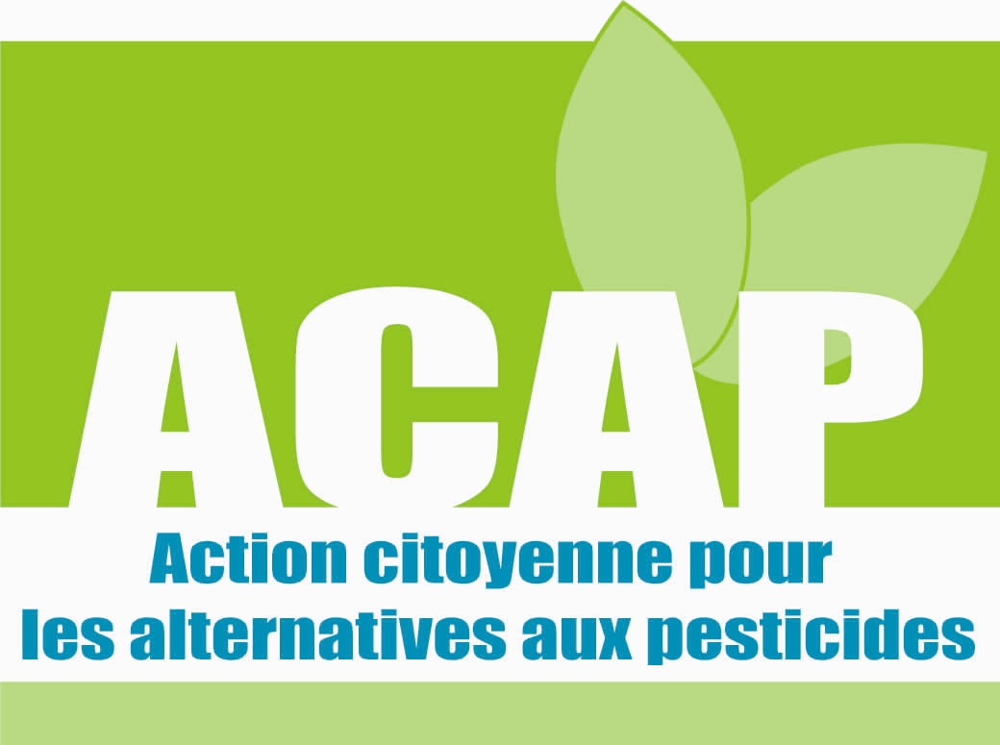 ACAP
Action citoyenne pour
les alternatives aux pesticides